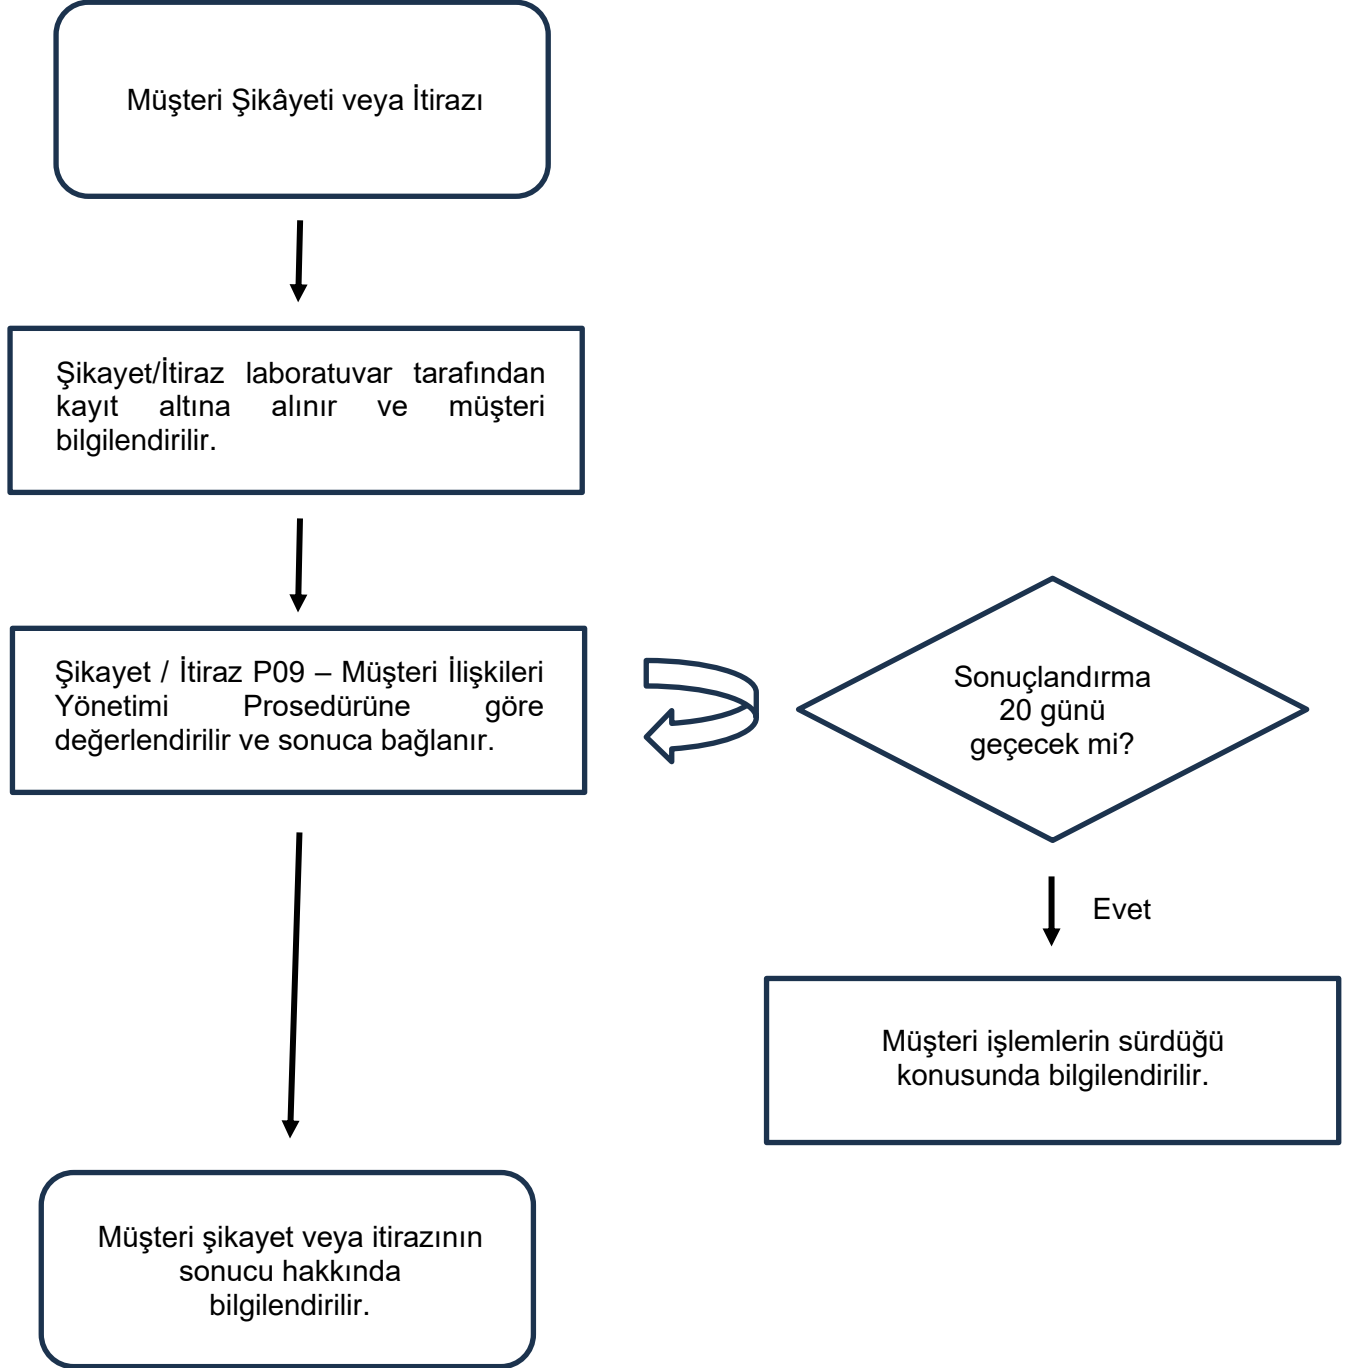 Müşteri Şikâyeti veya İtirazı
Şikayet/İtiraz laboratuvar tarafından
kayıt altına alınır ve müşteri
bilgilendirilir.
Şikayet / İtiraz P09 – Müşteri İlişkileri
Yönetimi Prosedürüne göre
değerlendirilir ve sonuca bağlanır.
Sonuçlandırma
20 günü
geçecek mi?
Evet
Müşteri işlemlerin sürdüğü
konusunda bilgilendirilir.
Müşteri şikayet veya itirazının
sonucu hakkında
bilgilendirilir.